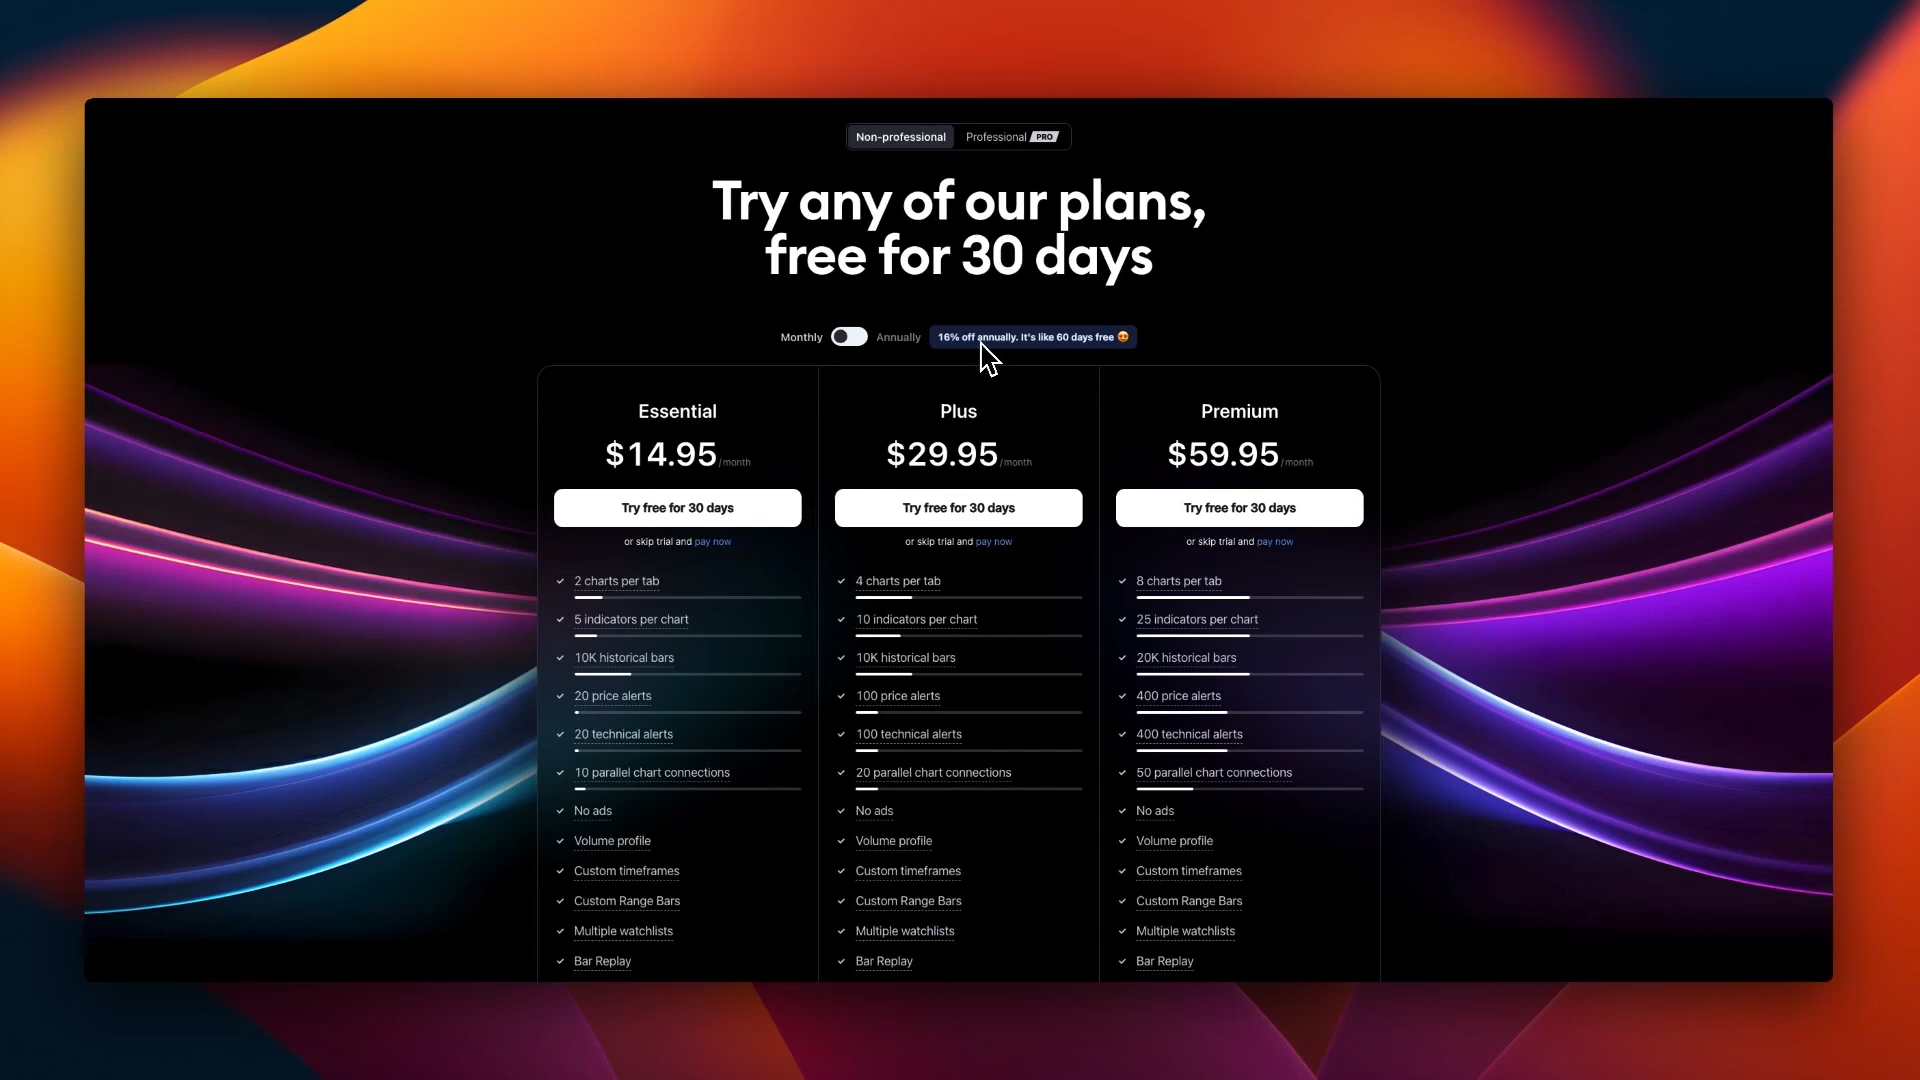 Non-professional Professional PRO
Try any of our plans,
free for 30 days
Monthly Annually 16% off annually. It's like 60 days free
Essential
$14.95/month
Try free for 30 days
or skip trial and pay now
2 charts per tab
5 indicators per chart
10K historical bars
20 price alerts
20 technical alerts
10 parallel chart connections
No ads
Volume profile
Custom timeframes
Custom Range Bars
Multiple watchlists
Bar Replay
Plus
$29.95/month
Try free for 30 days
or skip trial and pay now
4 charts per tab
10 indicators per chart
10K historical bars
100 price alerts
100 technical alerts
20 parallel chart connections
No ads
Volume profile
Custom timeframes
Custom Range Bars
Multiple watchlists
Bar Replay
Premium
$59.95/month
Try free for 30 days
or skip trial and pay now
8 charts per tab
25 indicators per chart
20K historical bars
400 price alerts
400 technical alerts
50 parallel chart connections
No ads
Volume profile
Custom timeframes
Custom Range Bars
Multiple watchlists
Bar Replay